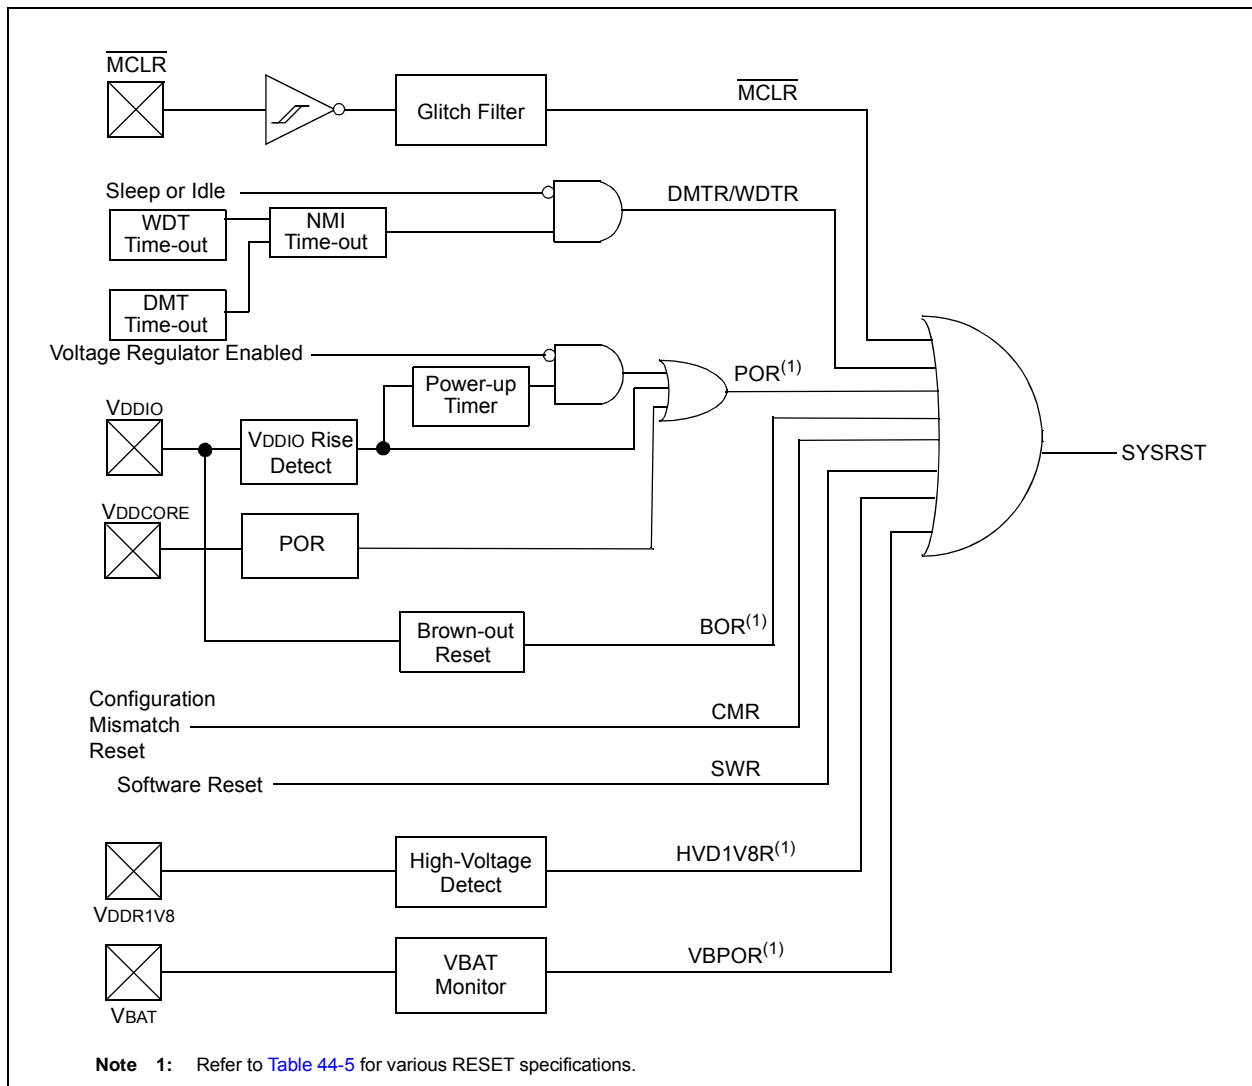 MCLR
Glitch Filter
MCLR
Sleep or Idle
DMTR/WDTR
WDT
Time-out
NMI
Time-out
DMT
Time-out
Voltage Regulator Enabled
Power-up
Timer
POR(1)
VDDIO
VDDIO Rise
Detect
SYSRST
VDDCORE
POR
Brown-out
Reset
BOR(1)
Configuration
Mismatch
Reset
CMR
Software Reset
SWR
High-Voltage
Detect
HVD1V8R(1)
VDDR1V8
VBAT
Monitor
VBPOR(1)
VBAT
Note 1: Refer to Table 44-5 for various RESET specifications.